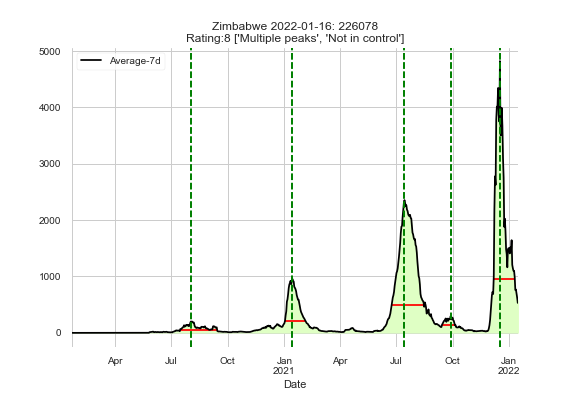 Zimbabwe 2022-01-16: 226078
Rating:8 ['Multiple peaks', 'Not in control']
Average-7d
5000
4000
3000
2000
1000
0
Apr Jul Oct Jan Apr Jul Oct Jan
2021 2022
Date